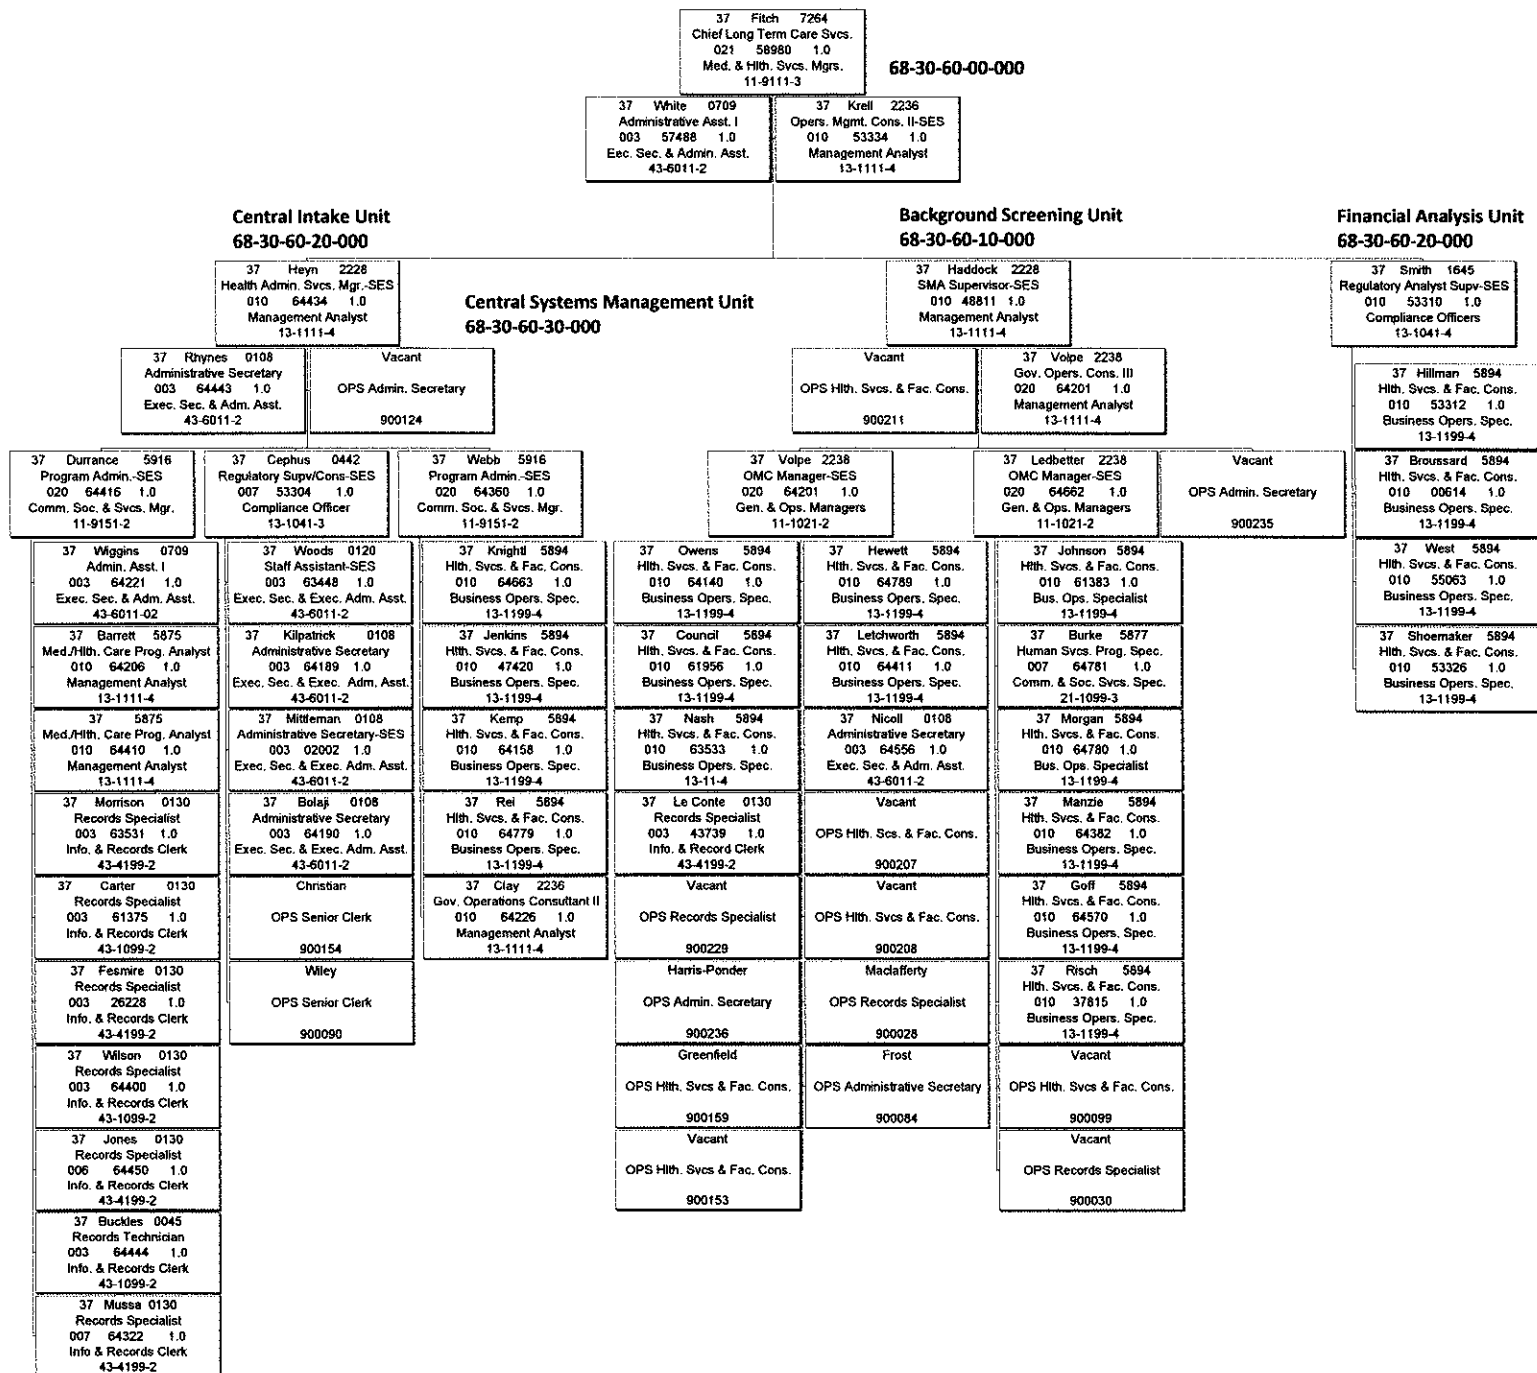 37 Fitch 7264
Chief Long Term Care Svcs.
021 58980 1.0
Med. & Hlth. Svcs. Mgrs.
11-9111-3
68-30-60-00-000
37 White 0709
Administrative Asst. I
003 57488 1.0
Eec. Sec. & Admin. Asst.
43-6011-2
37 Krell 2236
Opers. Mgmt. Cons. II-SES
010 53334 1.0
Management Analyst
13-1111-4
Central Intake Unit
68-30-60-20-000
Background Screening Unit
68-30-60-10-000
Financial Analysis Unit
68-30-60-20-000
37 Heyn 2228
Health Admin. Svcs. Mgr.-SES
010 64434 1.0
Management Analyst
13-1111-4
Central Systems Management Unit
68-30-60-30-000
37 Haddock 2228
SMA Supervisor-SES
010 48811 1.0
Management Analyst
13-1111-4
37 Smith 1645
Regulatory Analyst Supv-SES
010 53310 1.0
Compliance Officers
13-1041-4
37 Rhynes 0108
Administrative Secretary
003 64443 1.0
Exec. Sec. & Adm. Asst.
43-6011-2
Vacant
OPS Admin. Secretary
900124
Vacant
OPS Hlth. Svcs. & Fac. Cons.
900211
37 Volpe 2238
Gov. Opers. Cons. III
020 64201 1.0
Management Analyst
13-1111-4
37 Durrance 5916
Program Admin.-SES
020 64416 1.0
Comm. Soc. & Svcs. Mgr.
11-9151-2
37 Cephus 0442
Regulatory Supv/Cons-SES
007 53304 1.0
Compliance Officer
13-1041-3
37 Webb 5916
Program Admin.-SES
020 64360 1.0
Comm. Soc. & Svcs. Mgr.
11-9151-2
37 Volpe 2238
OMC Manager-SES
020 64201 1.0
Gen. & Ops. Managers
11-1021-2
37 Ledbetter 2238
OMC Manager-SES
020 64662 1.0
Gen. & Ops. Managers
11-1021-2
Vacant
OPS Admin. Secretary
900235
37 Wiggins 0709
Admin. Asst. I
003 64221 1.0
Exec. Sec. & Adm. Asst.
43-6011-02
37 Barrett 5875
Med./Hlth. Care Prog. Analyst
010 64206 1.0
Management Analyst
13-1111-4
37 5875
Med./Hlth. Care Prog. Analyst
010 64410 1.0
Management Analyst
13-1111-4
37 Morrison 0130
Records Specialist
003 63531 1.0
Info. & Records Clerk
43-4199-2
37 Carter 0130
Records Specialist
003 61375 1.0
Info. & Records Clerk
43-1099-2
37 Fesmire 0130
Records Specialist
003 26228 1.0
Info. & Records Clerk
43-4199-2
37 Wilson 0130
Records Specialist
003 64400 1.0
Info. & Records Clerk
43-1099-2
37 Jones 0130
Records Specialist
006 64450 1.0
Info. & Records Clerk
43-4199-2
37 Buckles 0045
Records Technician
003 64444 1.0
Info. & Records Clerk
43-1099-2
37 Mussa 0130
Records Specialist
007 64322 1.0
Info & Records Clerk
43-4199-2
37 Woods 0120
Staff Assistant-SES
003 63448 1.0
Exec. Sec. & Exec. Adm. Asst.
43-6011-2
37 Kilpatrick 0108
Administrative Secretary
003 64189 1.0
Exec. Sec. & Exec. Adm. Asst.
43-6011-2
37 Mittleman 0108
Administrative Secretary-SES
003 02002 1.0
Exec. Sec. & Exec. Adm. Asst.
43-6011-2
37 Bolaji 0108
Administrative Secretary
003 64190 1.0
Exec. Sec. & Exec. Adm. Asst.
43-6011-2
Christian
OPS Senior Clerk
900154
Wiley
OPS Senior Clerk
900090
37 Knightl 5894
Hlth. Svcs. & Fac. Cons.
010 64663 1.0
Business Opers. Spec.
13-1199-4
37 Jenkins 5894
Hlth. Svcs. & Fac. Cons.
010 47420 1.0
Business Opers. Spec.
13-1199-4
37 Kemp 5894
Hlth. Svcs. & Fac. Cons.
010 64158 1.0
Business Opers. Spec.
13-1199-4
37 Rei 5894
Hlth. Svcs. & Fac. Cons.
010 64779 1.0
Business Opers. Spec.
13-1199-4
37 Clay 2236
Gov. Operations Consultant II
010 64226 1.0
Management Analyst
13-1111-4
37 Owens 5894
Hlth. Svcs. & Fac. Cons.
010 64140 1.0
Business Opers. Spec.
13-1199-4
37 Council 5894
Hlth. Svcs. & Fac. Cons.
010 61956 1.0
Business Opers. Spec.
13-1199-4
37 Nash 5894
Hlth. Svcs. & Fac. Cons.
010 63533 1.0
Business Opers. Spec.
13-11-4
37 Le Conte 0130
Records Specialist
003 43739 1.0
Info. & Record Clerk
43-4199-2
Vacant
OPS Records Specialist
900229
Harris-Ponder
OPS Admin. Secretary
900236
Greenfield
OPS Hlth. Svcs & Fac. Cons.
900159
Vacant
OPS Hlth. Svcs & Fac. Cons.
900153
37 Hewett 5894
Hlth. Svcs. & Fac. Cons.
010 64789 1.0
Business Opers. Spec.
13-1199-4
37 Letchworth 5894
Hlth. Svcs. & Fac. Cons.
010 64411 1.0
Business Opers. Spec.
13-1199-4
37 Nicoll 0108
Administrative Secretary
003 64556 1.0
Exec. Sec. & Adm. Asst.
43-6011-2
Vacant
OPS Hlth. Scs. & Fac. Cons.
900207
Vacant
OPS Hlth. Svcs & Fac. Cons.
900208
Maclafferty
OPS Records Specialist
900028
Frost
OPS Administrative Secretary
900084
37 Johnson 5894
Hlth. Svcs. & Fac. Cons.
010 61383 1.0
Bus. Ops. Specialist
13-1199-4
37 Burke 5877
Human Svcs. Prog. Spec.
007 64781 1.0
Comm. & Soc. Svcs. Spec.
21-1099-3
37 Morgan 5894
Hlth. Svcs. & Fac. Cons.
010 64780 1.0
Bus. Ops. Specialist
13-1199-4
37 Manzie 5894
Hlth. Svcs. & Fac. Cons.
010 64382 1.0
Business Opers. Spec.
13-1199-4
37 Goff 5894
Hlth. Svcs. & Fac. Cons.
010 64570 1.0
Business Opers. Spec.
13-1199-4
37 Risch 5894
Hlth. Svcs. & Fac. Cons.
010 37815 1.0
Business Opers. Spec.
13-1199-4
Vacant
OPS Hlth. Svcs & Fac. Cons.
900099
Vacant
OPS Records Specialist
900030
37 Hillman 5894
Hlth. Svcs. & Fac. Cons.
010 53312 1.0
Business Opers. Spec.
13-1199-4
37 Broussard 5894
Hlth. Svcs. & Fac. Cons.
010 00614 1.0
Business Opers. Spec.
13-1199-4
37 West 5894
Hlth. Svcs. & Fac. Cons.
010 55063 1.0
Business Opers. Spec.
13-1199-4
37 Shoemaker 5894
Hlth. Svcs. & Fac. Cons.
010 53326 1.0
Business Opers. Spec.
13-1199-4